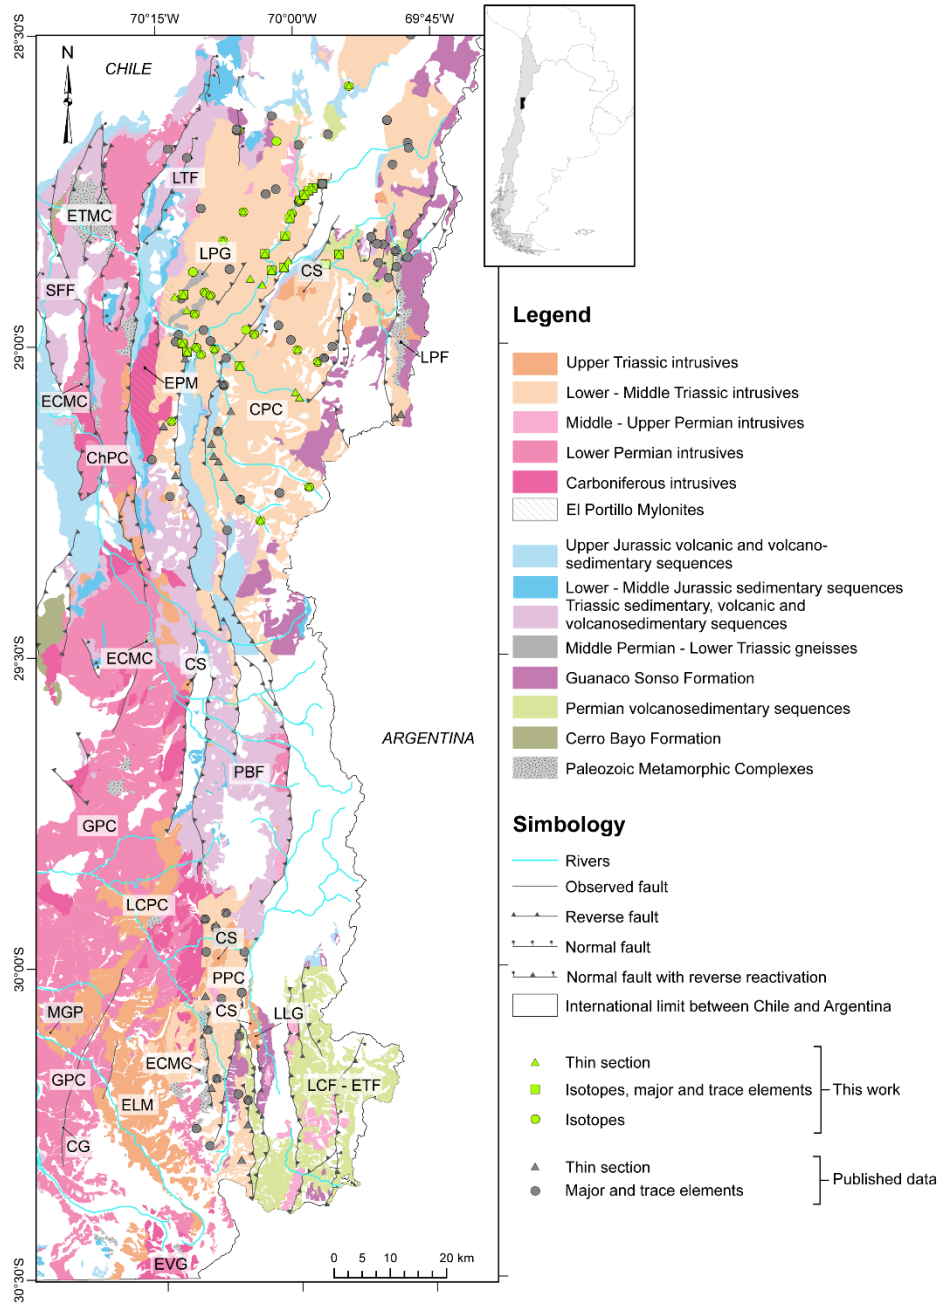 70°15'W 70°00'W 69°45'W
28°30'S
N
CHILE
LTF
ETMC
LPG
CS
SFF
29°00'S
LPF
EPM
ECMC
CPC
ChPC
29°30'S
ECMC
CS
ARGENTINA
PBF
GPC
LCPC
CS
30°00'S
PPC
MGP
CS
LLG
ECMC
GPC
LCF - ETF
ELM
CG
EVG
0 5 10 20 km
30°30'S
Legend
Upper Triassic intrusives
Lower - Middle Triassic intrusives
Middle - Upper Permian intrusives
Lower Permian intrusives
Carboniferous intrusives
El Portillo Mylonites
Upper Jurassic volcanic and volcano-
sedimentary sequences
Lower - Middle Jurassic sedimentary sequences
Triassic sedimentary, volcanic and
volcanosedimentary sequences
Middle Permian - Lower Triassic gneisses
Guanaco Sonso Formation
Permian volcanosedimentary sequences
Cerro Bayo Formation
Paleozoic Metamorphic Complexes
Simbology
Rivers
Observed fault
Reverse fault
Normal fault
Normal fault with reverse reactivation
International limit between Chile and Argentina
Thin section
Isotopes, major and trace elements
This work
Isotopes
Thin section
Published data
Major and trace elements